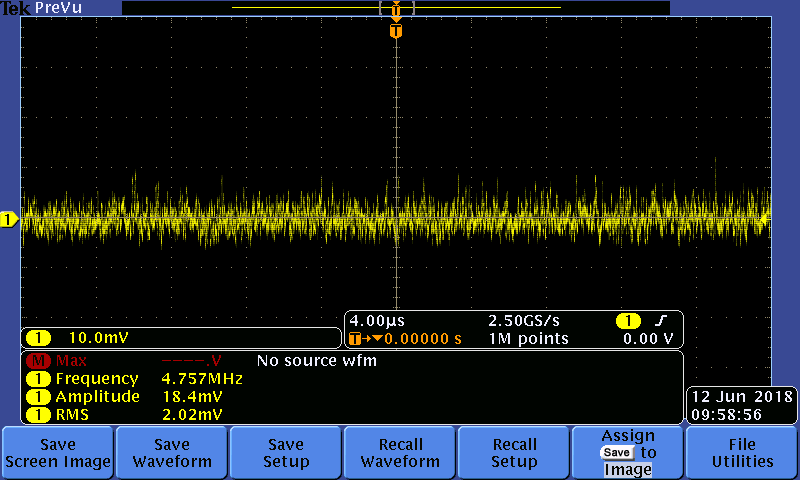 Tek PreVu
T
T
1
4.00µs 2.50GS/s 1
T→▼0.00000 s 1M points 0.00 V
1 10.0mV
M Max ––––.V No source wfm
1 Frequency 4.757MHz
1 Amplitude 18.4mV
1 RMS 2.02mV
12 Jun 2018
09:58:56
Save
Screen Image
Save
Waveform
Save
Setup
Recall
Waveform
Recall
Setup
Assign
Save to
Image
File
Utilities